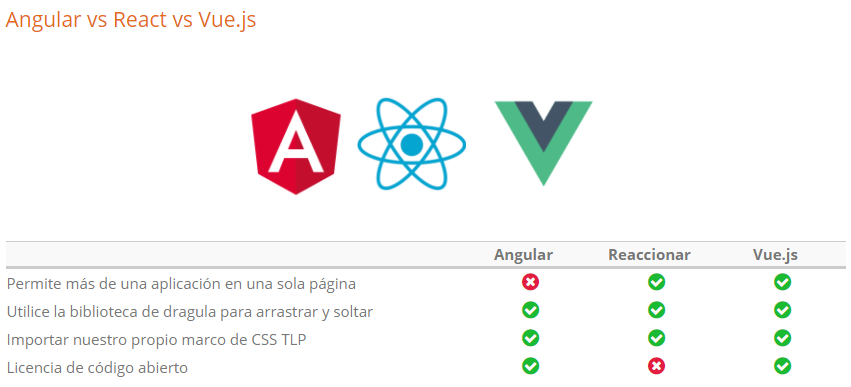 Angular vs React vs Vue.js
A
Angular Reaccionar Vue.js
Permite más de una aplicación en una sola página
Utilice la biblioteca de dragula para arrastrar y soltar
Importar nuestro propio marco de CSS TLP
Licencia de código abierto